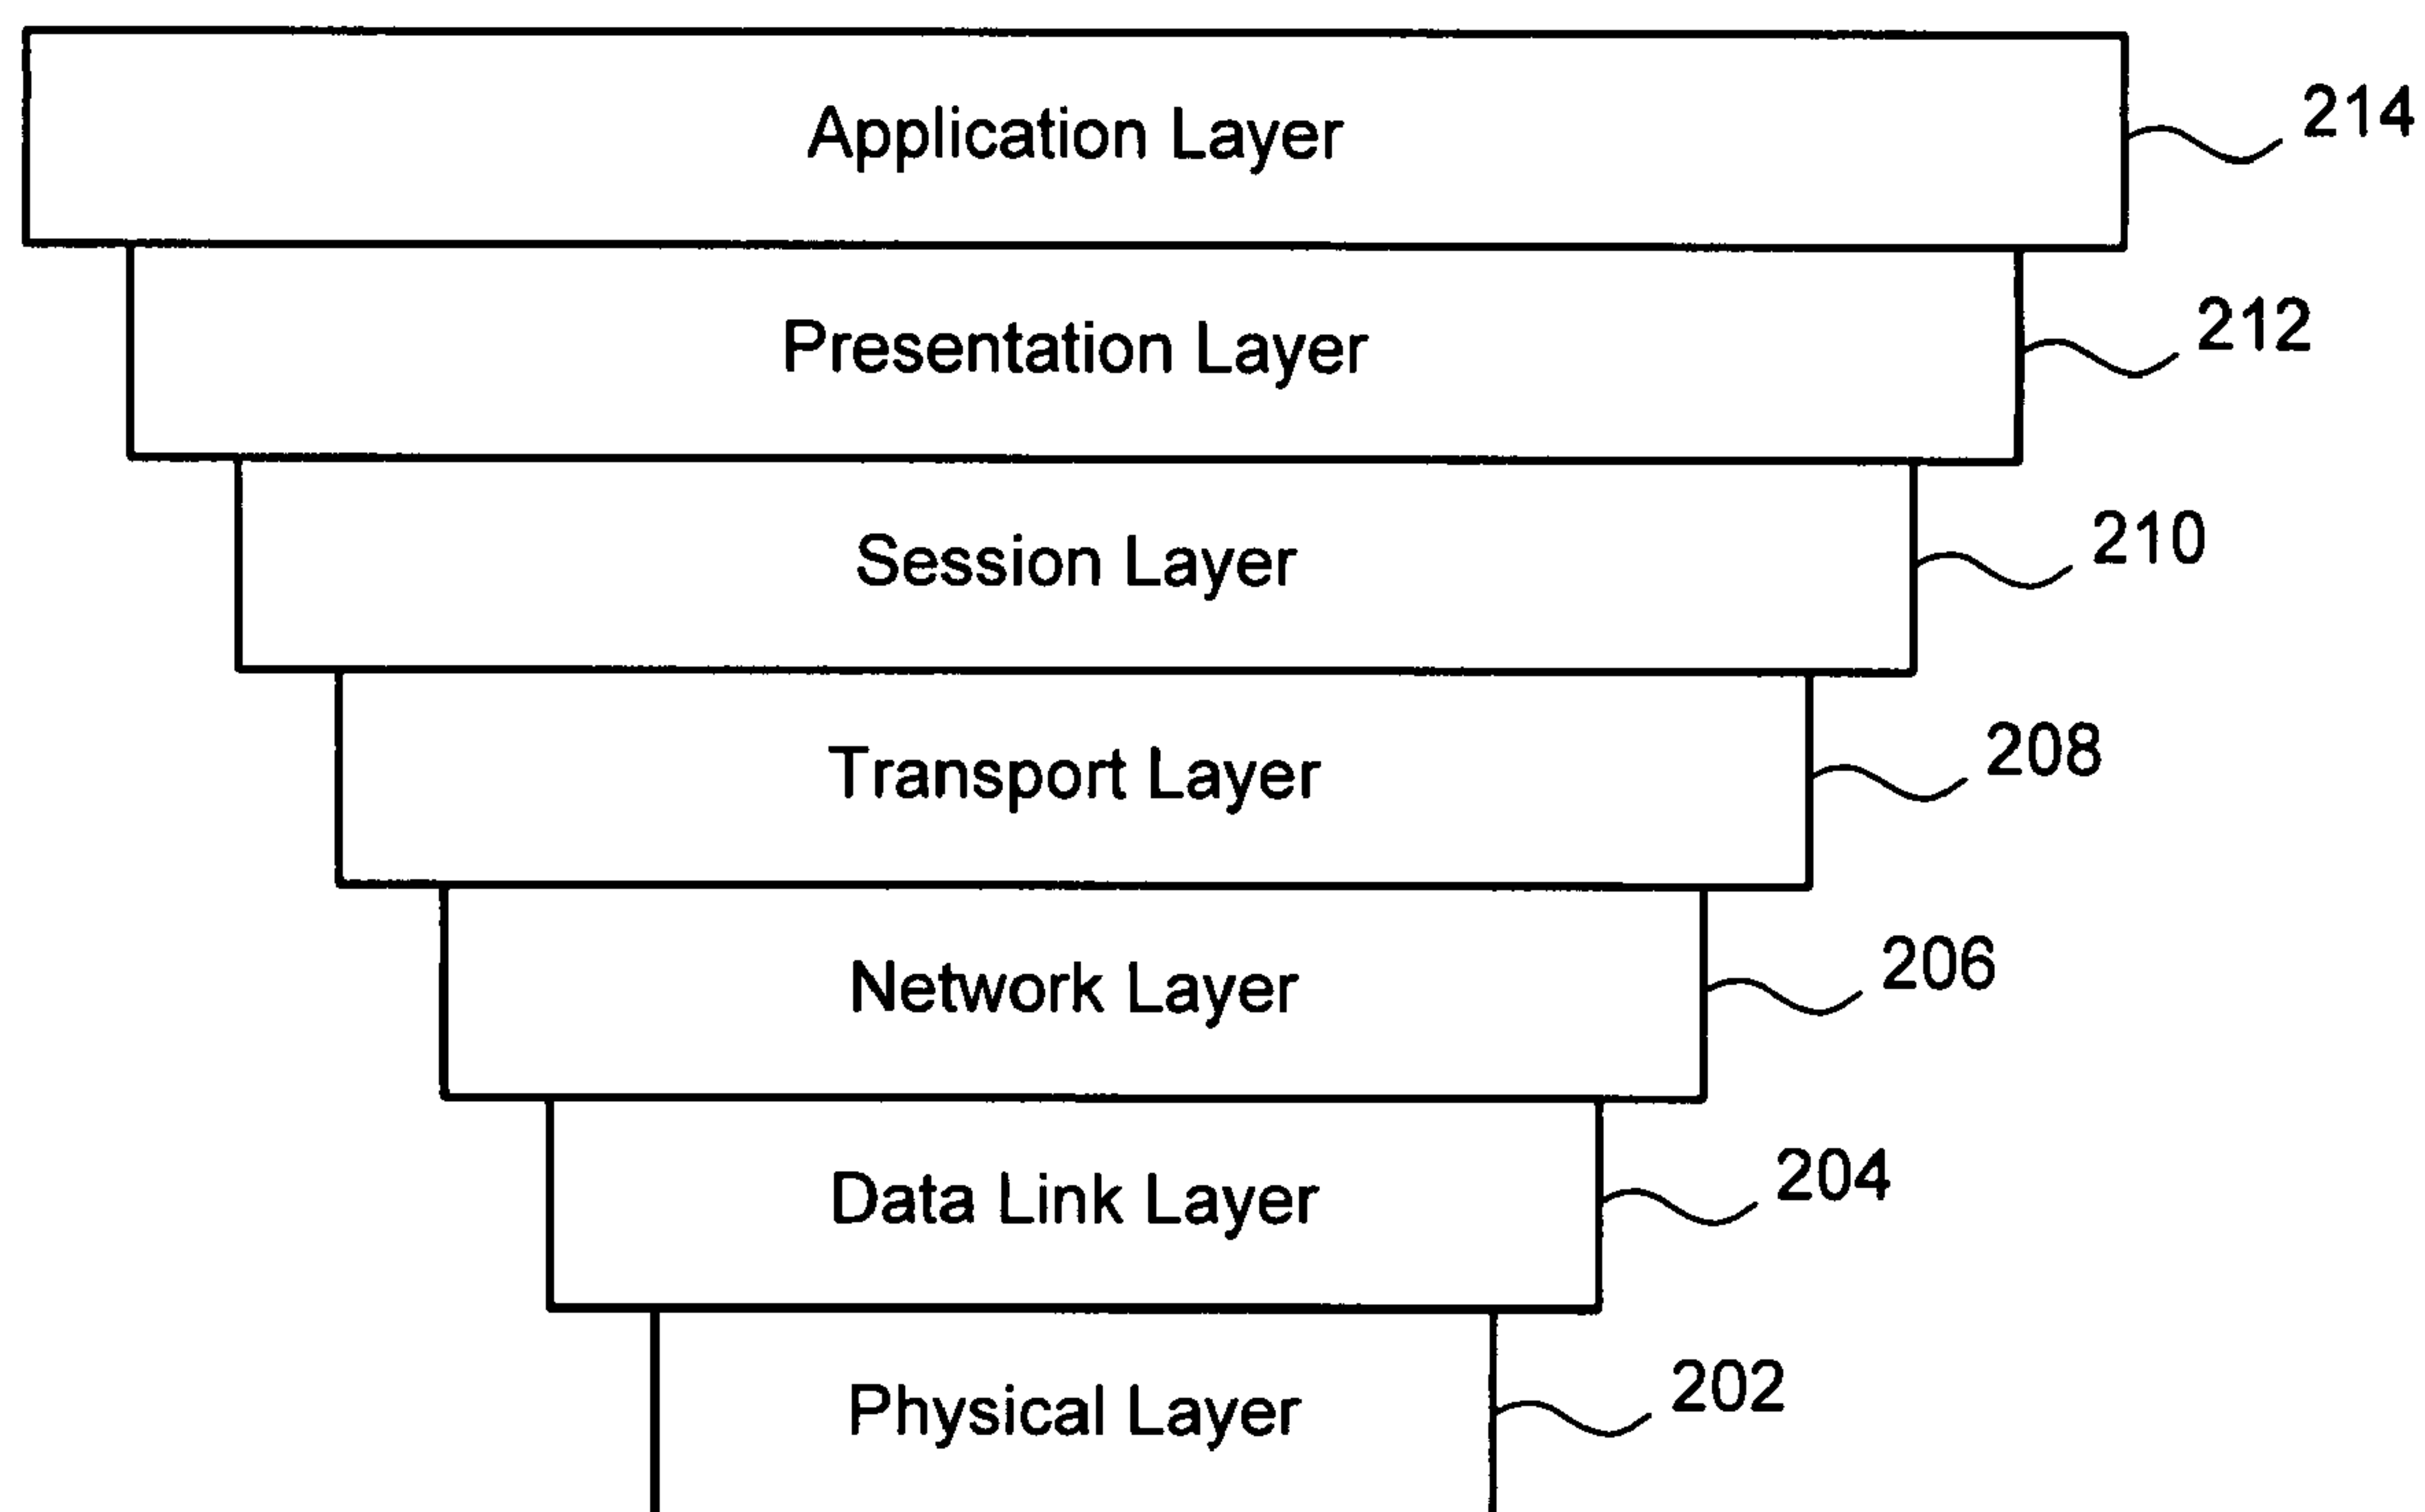 Application Layer
214
Presentation Layer
212
Session Layer
210
Transport Layer
208
Network Layer
206
Data Link Layer
204
Physical Layer
202